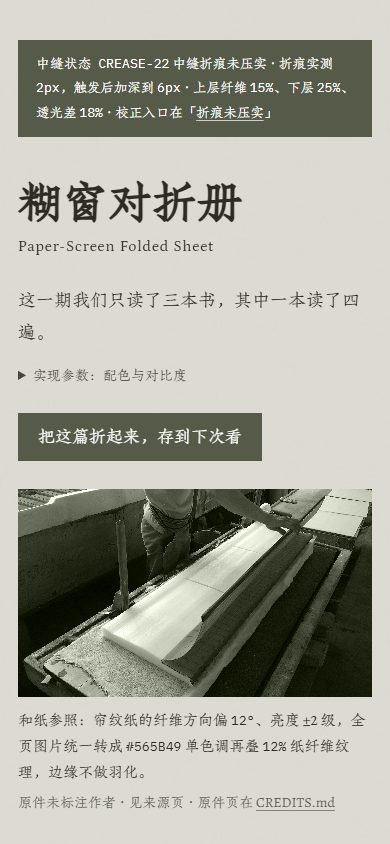 中缝状态 CREASE-22 中缝折痕未压实 · 折痕实测
2px，触发后加深到 6px · 上层纤维 15%、下层 25%、
透光差 18% · 校正入口在「折痕未压实」
糊窗对折册
Paper-Screen Folded Sheet
这一期我们只读了三本书，其中一本读了四
遍。
▶ 实现参数：配色与对比度
把这篇折起来，存到下次看
和纸参照：帘纹纸的纤维方向偏 12°、亮度 ±2 级，全
页图片统一转成 #565B49 单色调再叠 12% 纸纤维纹
理，边缘不做羽化。
原件未标注作者 · 见来源页 · 原件页在 CREDITS.md